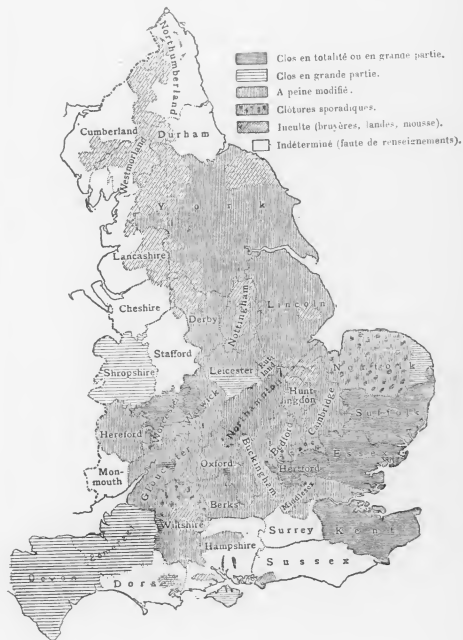 Clos en totalité ou en grande partie.
Clos en grande partie.
A peine modifié.
Clôtures sporadiques.
Inculte (bruyères, landes, mousse).
Indéterminé (faute de renseignements).
Northumberland
Cumberland
Durham
Westmorland
York
Lancashire
Cheshire
Derby
Nottingham
Lincoln
Stafford
Shropshire
Leicester
Norfolk
Hunt
ingdon
Cambridge
Suffolk
Northampton
Warwick
Hereford
Bedford
Essex
Mon-
mouth
Gloucester
Oxford
Buckingham
Hertford
Berks
Middlesex
Wiltshire
Surrey
Kent
Somerset
Hampshire
Sussex
Devon
Dors